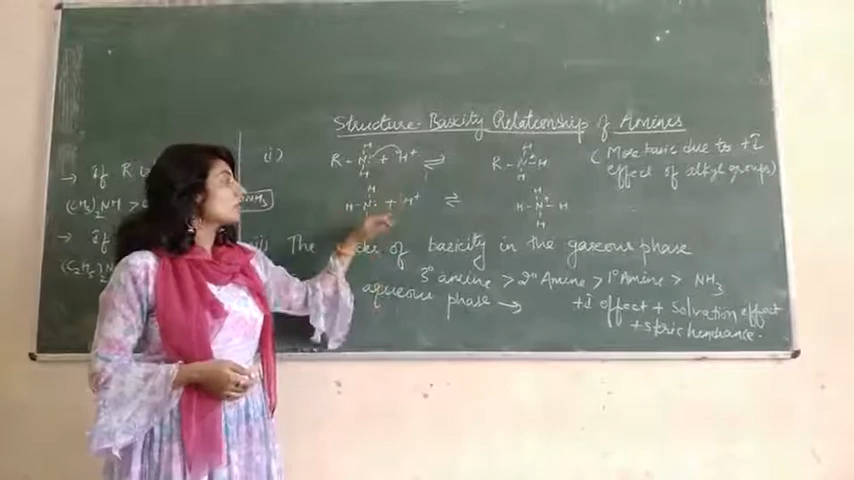 Structure-Basicity Relationship of Amines
(i)
R-N: + H+ ⇌ R-N-H
(More basic due to +I
effect of alkyl groups)
H-N: + H+ ⇌ H-N-H
The order of basicity in the gaseous phase
3° amine > 2° Amine > 1° Amine > NH3
aqueous phase → +I effect + Solvation effect
+ steric hendrance.
→ if R
(CH3)2NH >
NH3
→ if
(C2H5)2N